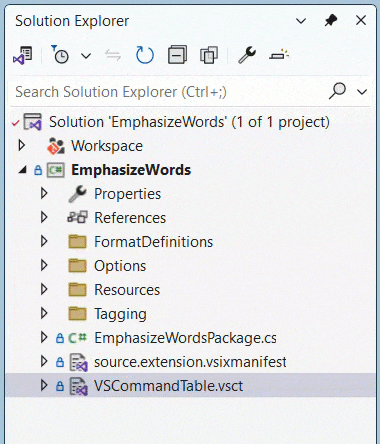 Solution Explorer
Search Solution Explorer (Ctrl+;)
Solution 'EmphasizeWords' (1 of 1 project)
Workspace
C# EmphasizeWords
Properties
References
FormatDefinitions
Options
Resources
Tagging
C# EmphasizeWordsPackage.cs
source.extension.vsixmanifest
VSCommandTable.vsct